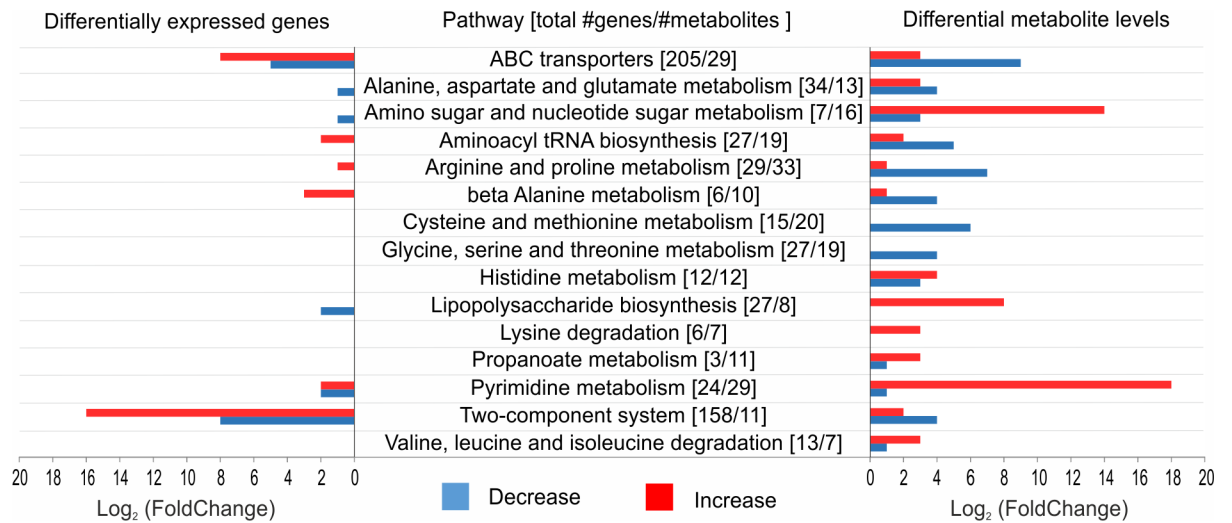 Differentially expressed genes
Pathway [total #genes/#metabolites ]
Differential metabolite levels
ABC transporters [205/29]
Alanine, aspartate and glutamate metabolism [34/13]
Amino sugar and nucleotide sugar metabolism [7/16]
Aminoacyl tRNA biosynthesis [27/19]
Arginine and proline metabolism [29/33]
beta Alanine metabolism [6/10]
Cysteine and methionine metabolism [15/20]
Glycine, serine and threonine metabolism [27/19]
Histidine metabolism [12/12]
Lipopolysaccharide biosynthesis [27/8]
Lysine degradation [6/7]
Propanoate metabolism [3/11]
Pyrimidine metabolism [24/29]
Two-component system [158/11]
Valine, leucine and isoleucine degradation [13/7]
20 18 16 14 12 10 8 6 4 2 0
0 2 4 6 8 10 12 14 16 18 20
Log₂ (FoldChange)
Decrease
Increase
Log₂ (FoldChange)